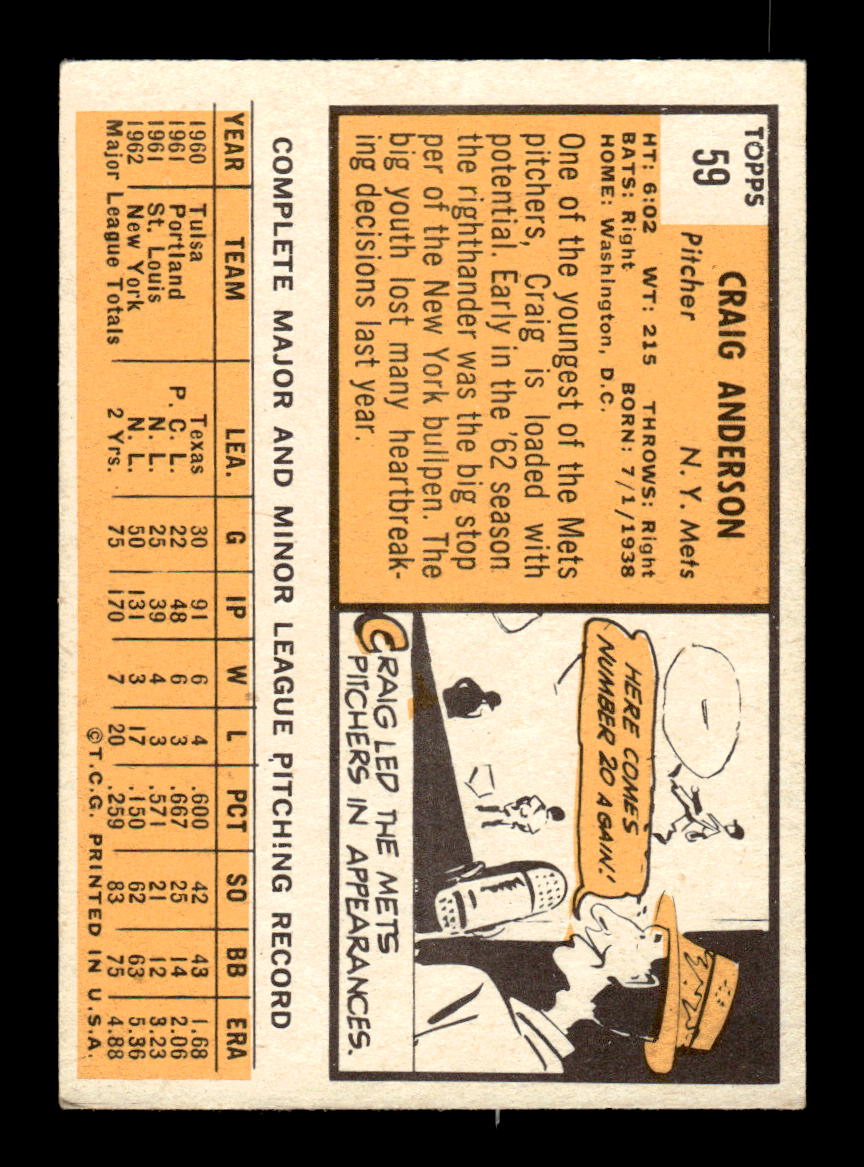 TOPPS
59
CRAIG ANDERSON
Pitcher N. Y. Mets
HT: 6:02 WT: 215 THROWS: Right
BATS: Right BORN: 7/1/1938
HOME: Washington, D.C.
One of the youngest of the Mets
pitchers, Craig is loaded with
potential. Early in the '62 season
the righthander was the big stop
per of the New York bullpen. The
big youth lost many heartbreak-
ing decisions last year.
HERE COMES
NUMBER 20 AGAIN!
CRAIG LED THE METS
PITCHERS IN APPEARANCES.
COMPLETE MAJOR AND MINOR LEAGUE PITCHING RECORD
YEAR TEAM LEA. G IP W L PCT SO BB ERA
1960 Tulsa Texas 30 91 6 4 .600 42 43 1.68
1961 Portland P. C. L. 22 48 6 3 .667 25 14 2.06
1961 St. Louis N. L. 25 39 4 3 .571 21 12 3.23
1962 New York N. L. 50 131 3 17 .150 62 63 5.36
Major League Totals 2 Yrs. 75 170 7 20 .259 83 75 4.88
©T.C.G. PRINTED IN U.S.A.